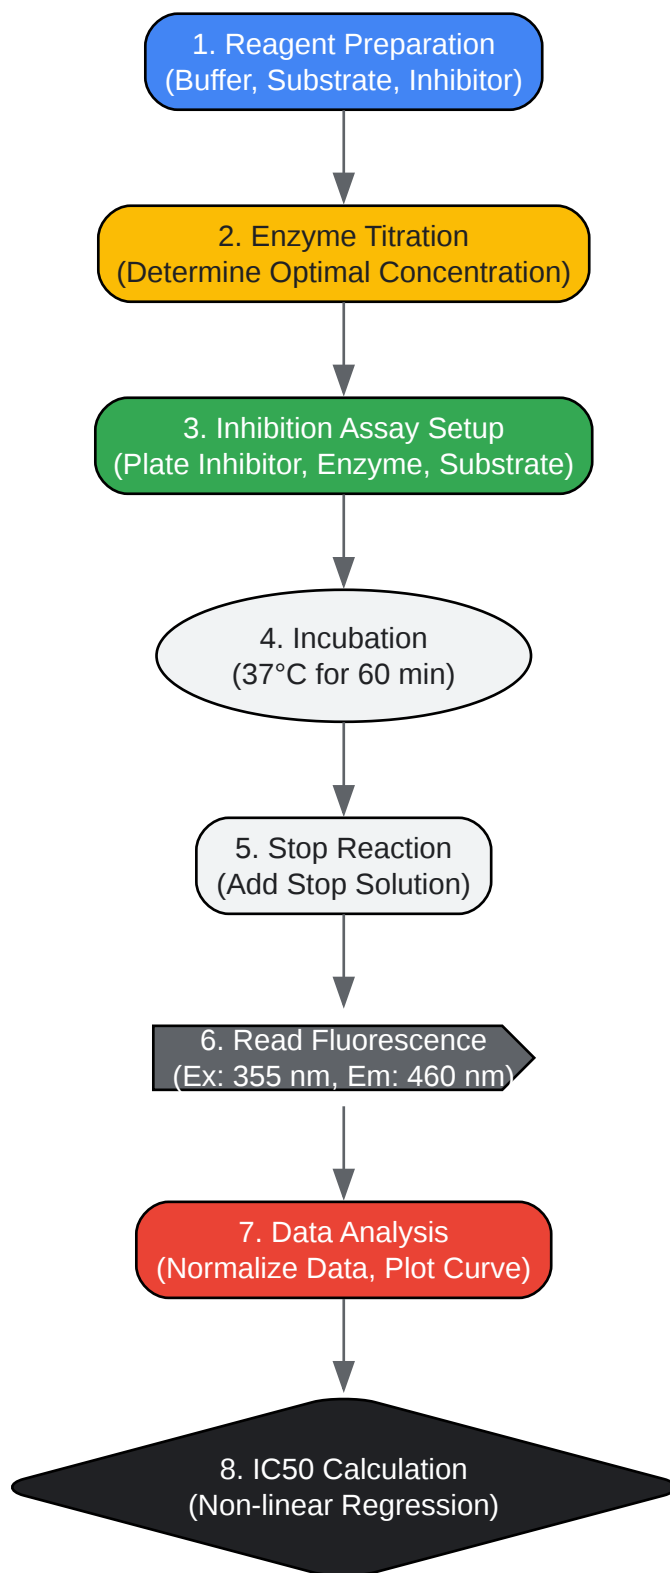 1. Reagent Preparation
(Buffer, Substrate, Inhibitor)
2. Enzyme Titration
(Determine Optimal Concentration)
3. Inhibition Assay Setup
(Plate Inhibitor, Enzyme, Substrate)
4. Incubation
(37°C for 60 min)
5. Stop Reaction
(Add Stop Solution)
6. Read Fluorescence
(Ex: 355 nm, Em: 460 nm)
7. Data Analysis
(Normalize Data, Plot Curve)
8. IC50 Calculation
(Non-linear Regression)